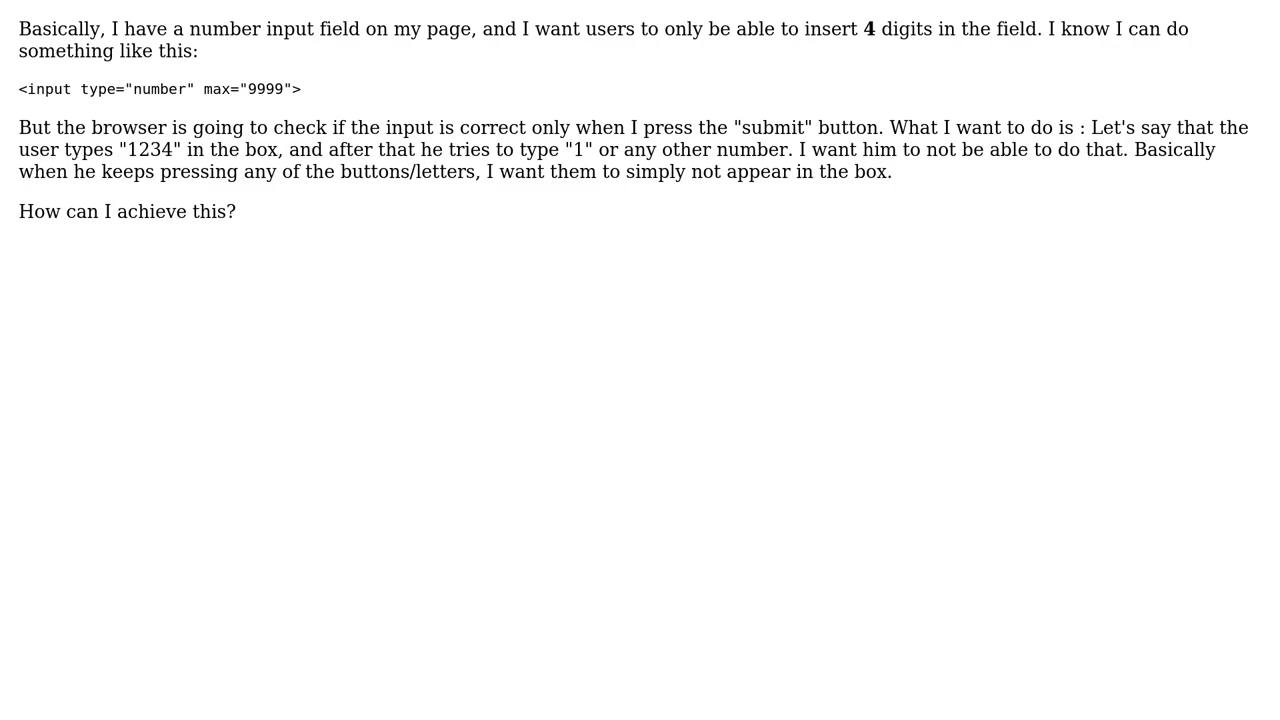 Basically, I have a number input field on my page, and I want users to only be able to insert 4 digits in the field. I know I can do
something like this:
<input type="number" max="9999">
But the browser is going to check if the input is correct only when I press the "submit" button. What I want to do is : Let's say that the
user types "1234" in the box, and after that he tries to type "1" or any other number. I want him to not be able to do that. Basically
when he keeps pressing any of the buttons/letters, I want them to simply not appear in the box.
How can I achieve this?